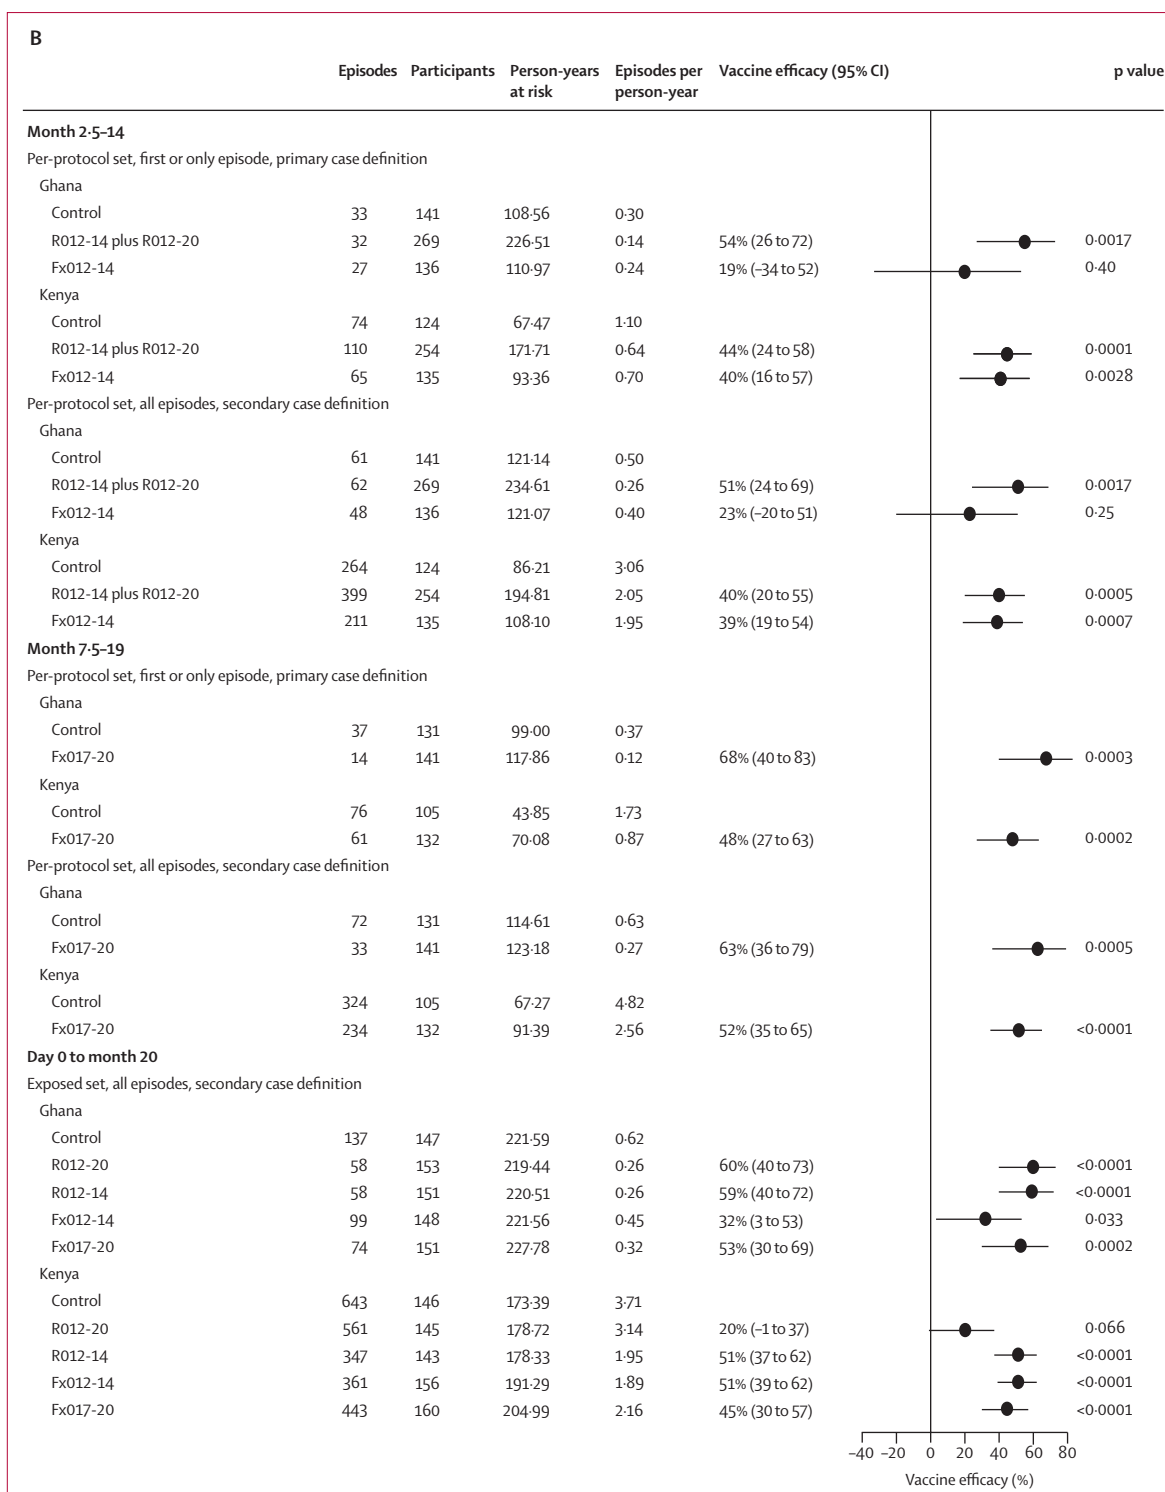 B
Episodes Participants Person-years at risk Episodes per person-year Vaccine efficacy (95% CI) p value
Month 2·5–14
Per-protocol set, first or only episode, primary case definition
Ghana
Control 33 141 108·56 0·30
R012-14 plus R012-20 32 269 226·51 0·14 54% (26 to 72) 0·0017
Fx012-14 27 136 110·97 0·24 19% (–34 to 52) 0·40
Kenya
Control 74 124 67·47 1·10
R012-14 plus R012-20 110 254 171·71 0·64 44% (24 to 58) 0·0001
Fx012-14 65 135 93·36 0·70 40% (16 to 57) 0·0028
Per-protocol set, all episodes, secondary case definition
Ghana
Control 61 141 121·14 0·50
R012-14 plus R012-20 62 269 234·61 0·26 51% (24 to 69) 0·0017
Fx012-14 48 136 121·07 0·40 23% (–20 to 51) 0·25
Kenya
Control 264 124 86·21 3·06
R012-14 plus R012-20 399 254 194·81 2·05 40% (20 to 55) 0·0005
Fx012-14 211 135 108·10 1·95 39% (19 to 54) 0·0007
Month 7·5–19
Per-protocol set, first or only episode, primary case definition
Ghana
Control 37 131 99·00 0·37
Fx017-20 14 141 117·86 0·12 68% (40 to 83) 0·0003
Kenya
Control 76 105 43·85 1·73
Fx017-20 61 132 70·08 0·87 48% (27 to 63) 0·0002
Per-protocol set, all episodes, secondary case definition
Ghana
Control 72 131 114·61 0·63
Fx017-20 33 141 123·18 0·27 63% (36 to 79) 0·0005
Kenya
Control 324 105 67·27 4·82
Fx017-20 234 132 91·39 2·56 52% (35 to 65) <0·0001
Day 0 to month 20
Exposed set, all episodes, secondary case definition
Ghana
Control 137 147 221·59 0·62
R012-20 58 153 219·44 0·26 60% (40 to 73) <0·0001
R012-14 58 151 220·51 0·26 59% (40 to 72) <0·0001
Fx012-14 99 148 221·56 0·45 32% (3 to 53) 0·033
Fx017-20 74 151 227·78 0·32 53% (30 to 69) 0·0002
Kenya
Control 643 146 173·39 3·71
R012-20 561 145 178·72 3·14 20% (–1 to 37) 0·066
R012-14 347 143 178·33 1·95 51% (37 to 62) <0·0001
Fx012-14 361 156 191·29 1·89 51% (39 to 62) <0·0001
Fx017-20 443 160 204·99 2·16 45% (30 to 57) <0·0001
–40 –20 0 20 40 60 80
Vaccine efficacy (%)